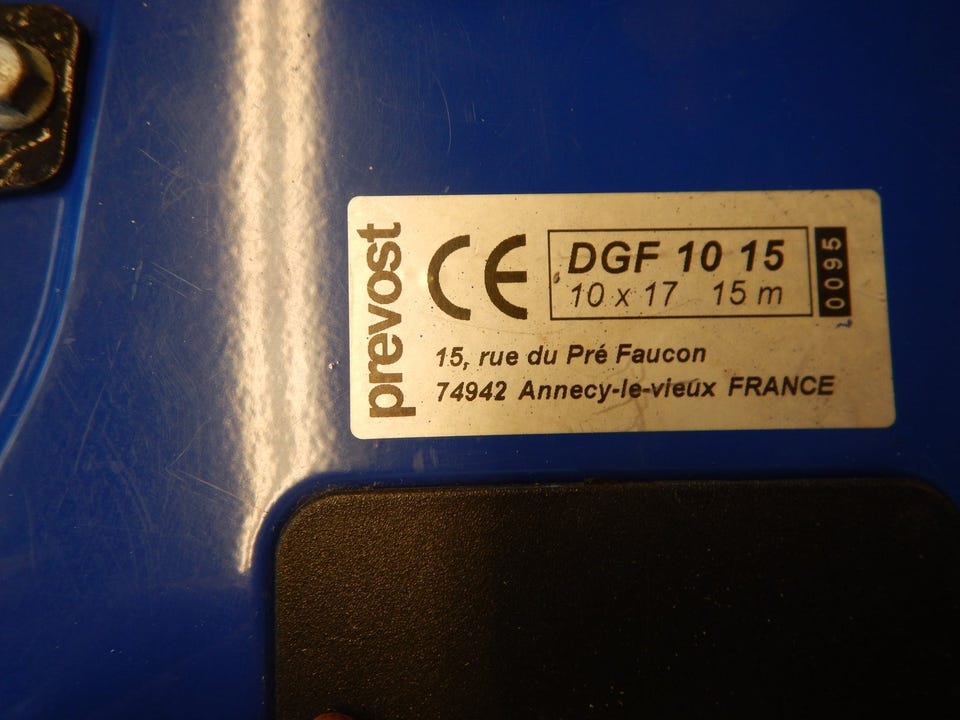 prevost
CE
DGF 10 15
10 x 17 15 m
0095
15, rue du Pré Faucon
74942 Annecy-le-vieux FRANCE